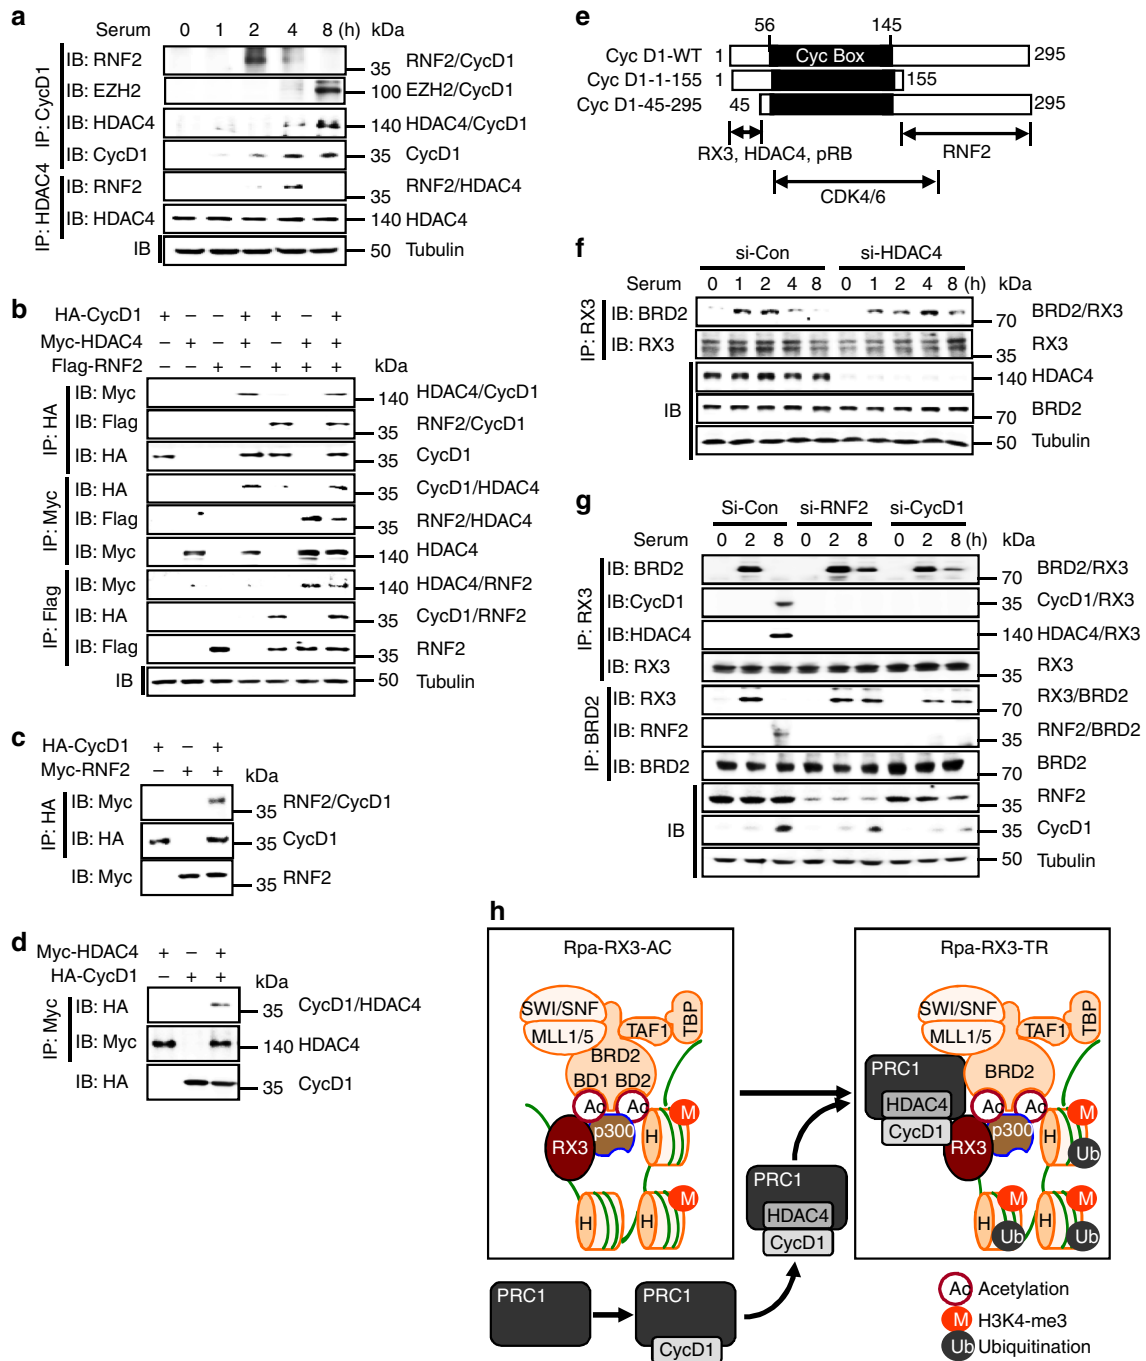 a
Serum 0 1 2 4 8 (h) kDa
IP: CycD1
IB: RNF2 35 RNF2/CycD1
IB: EZH2 100 EZH2/CycD1
IB: HDAC4 140 HDAC4/CycD1
IB: CycD1 35 CycD1
IP: HDAC4
IB: RNF2 35 RNF2/HDAC4
IB: HDAC4 140 HDAC4
IB 50 Tubulin
b
HA-CycD1 + – – + + – +
Myc-HDAC4 – + – + – + +
Flag-RNF2 – – + – + + + kDa
IP: HA
IB: Myc 140 HDAC4/CycD1
IB: Flag 35 RNF2/CycD1
IB: HA 35 CycD1
IP: Myc
IB: HA 35 CycD1/HDAC4
IB: Flag 35 RNF2/HDAC4
IB: Myc 140 HDAC4
IP: Flag
IB: Myc 140 HDAC4/RNF2
IB: HA 35 CycD1/RNF2
IB: Flag 35 RNF2
IB 50 Tubulin
c
HA-CycD1 + – +
Myc-RNF2 – + + kDa
IP: HA
IB: Myc 35 RNF2/CycD1
IB: HA 35 CycD1
IB: Myc 35 RNF2
d
Myc-HDAC4 + – +
HA-CycD1 – + + kDa
IP: Myc
IB: HA 35 CycD1/HDAC4
IB: Myc 140 HDAC4
IB: HA 35 CycD1
e
56 145
Cyc D1-WT 1 Cyc Box 295
Cyc D1-1-155 1 155
Cyc D1-45-295 45 295
RX3, HDAC4, pRB RNF2
CDK4/6
f
si-Con si-HDAC4
Serum 0 1 2 4 8 0 1 2 4 8 (h) kDa
IP: RX3
IB: BRD2 70 BRD2/RX3
IB: RX3 35 RX3
IB
140 HDAC4
70 BRD2
50 Tubulin
g
Si-Con si-RNF2 si-CycD1
Serum 0 2 8 0 2 8 0 2 8 (h) kDa
IP: RX3
IB: BRD2 70 BRD2/RX3
IB:CycD1 35 CycD1/RX3
IB:HDAC4 140 HDAC4/RX3
IB: RX3 35 RX3
IP: BRD2
IB: RX3 70 RX3/BRD2
IB: RNF2 35 RNF2/BRD2
IB: BRD2 70 BRD2
IB
35 RNF2
35 CycD1
50 Tubulin
h
Rpa-RX3-AC
SWI/SNF
MLL1/5
TAF1
TBP
BRD2
BD1 BD2
Ac Ac
RX3
p300
H
M
H
H
M
PRC1
PRC1
CycD1
PRC1
HDAC4
CycD1
Rpa-RX3-TR
SWI/SNF
MLL1/5
TAF1
TBP
PRC1
BRD2
HDAC4
CycD1
Ac Ac
RX3
p300
H
M
Ub
H
M
Ub
H
M
Ub
Ac Acetylation
M H3K4-me3
Ub Ubiquitination